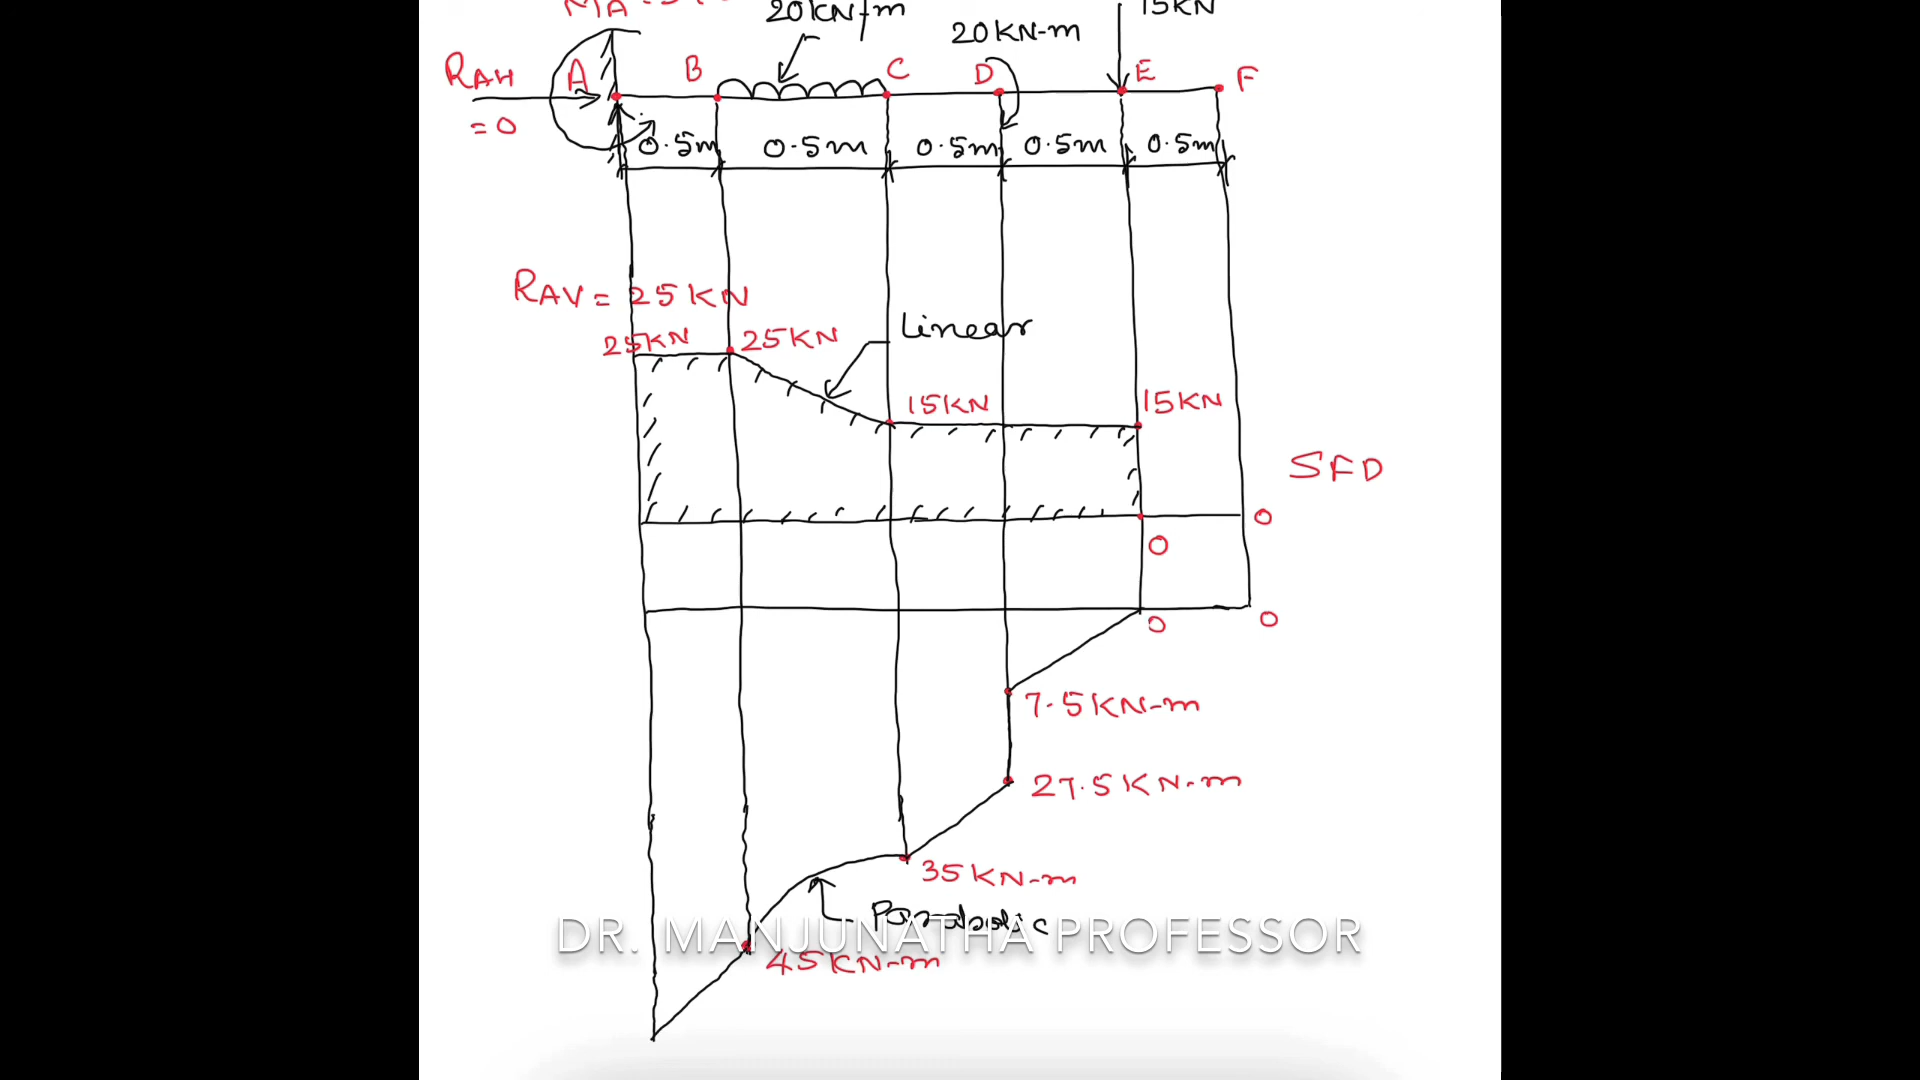 20KN/m
15KN
20KN-m
RAH
A
B
C
D
E
F
= 0
0.5m
0.5m
0.5m
0.5m
0.5m
RAV = 25KN
Linear
25KN
25KN
15KN
15KN
SFD
0
0
0
0
7.5KN-m
27.5KN-m
35KN-m
Parabolic
DR. MANJUNATHA PROFESSOR
45KN-m